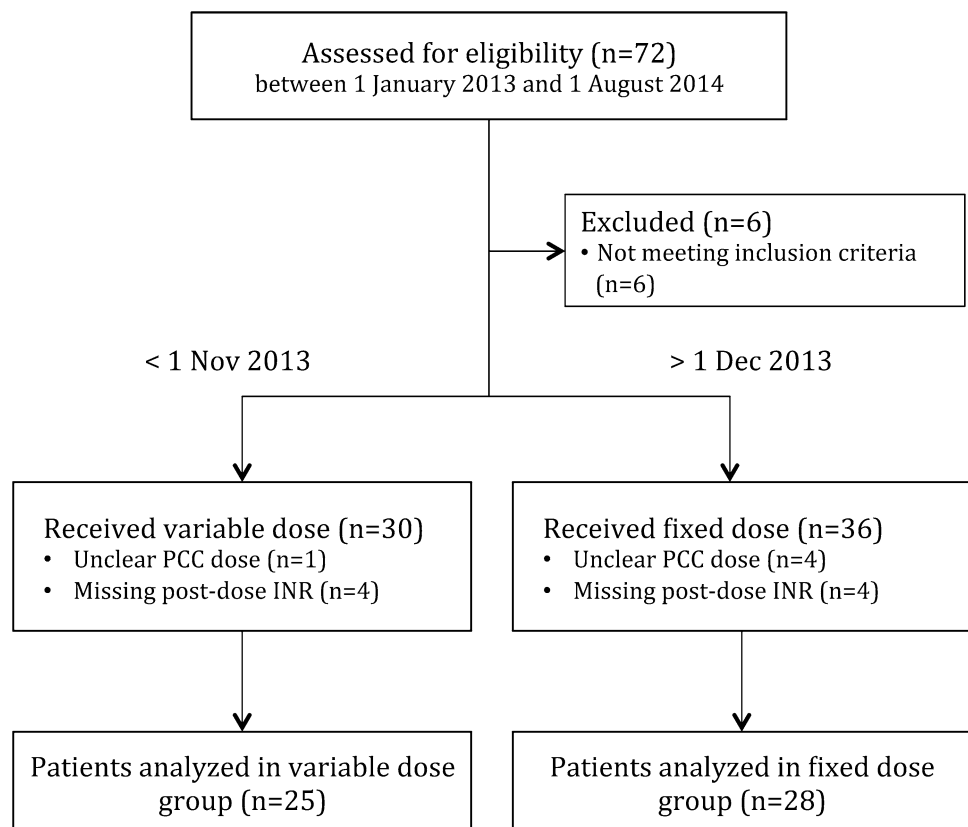 Assessed for eligibility (n=72)
between 1 January 2013 and 1 August 2014
Excluded (n=6)
• Not meeting inclusion criteria
(n=6)
< 1 Nov 2013
> 1 Dec 2013
Received variable dose (n=30)
• Unclear PCC dose (n=1)
• Missing post-dose INR (n=4)
Received fixed dose (n=36)
• Unclear PCC dose (n=4)
• Missing post-dose INR (n=4)
Patients analyzed in variable dose
group (n=25)
Patients analyzed in fixed dose
group (n=28)